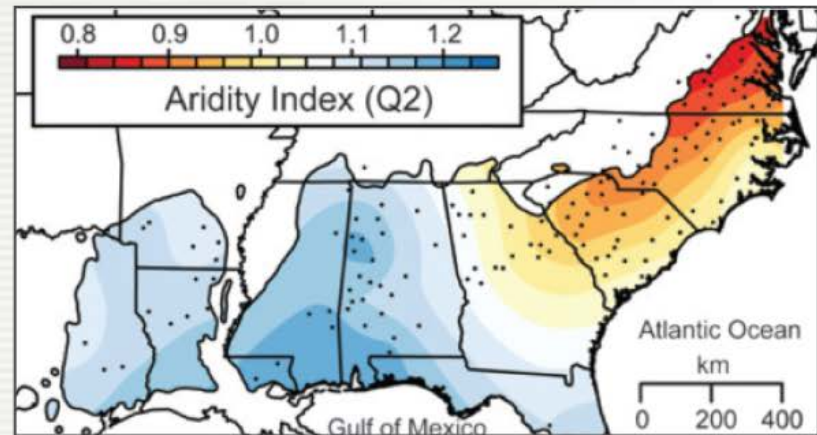 0.8 0.9 1.0 1.1 1.2
Aridity Index (Q2)
Atlantic Ocean
km
0 200 400
Gulf of Mexico